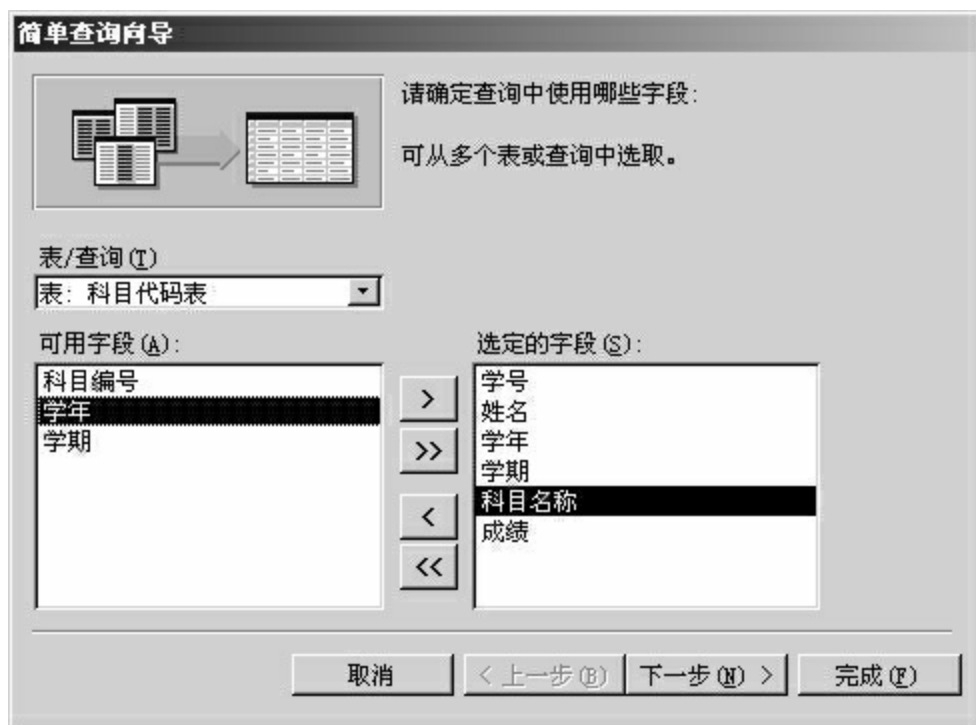 简单查询向导
请确定查询中使用哪些字段:
可从多个表或查询中选取。
表/查询(T)
表: 科目代码表
可用字段(A):
科目编号
学年
学期
>
>>
<
<<
选定的字段(S):
学号
姓名
学年
学期
科目名称
成绩
取消
< 上一步(B)
下一步(N) >
完成(F)